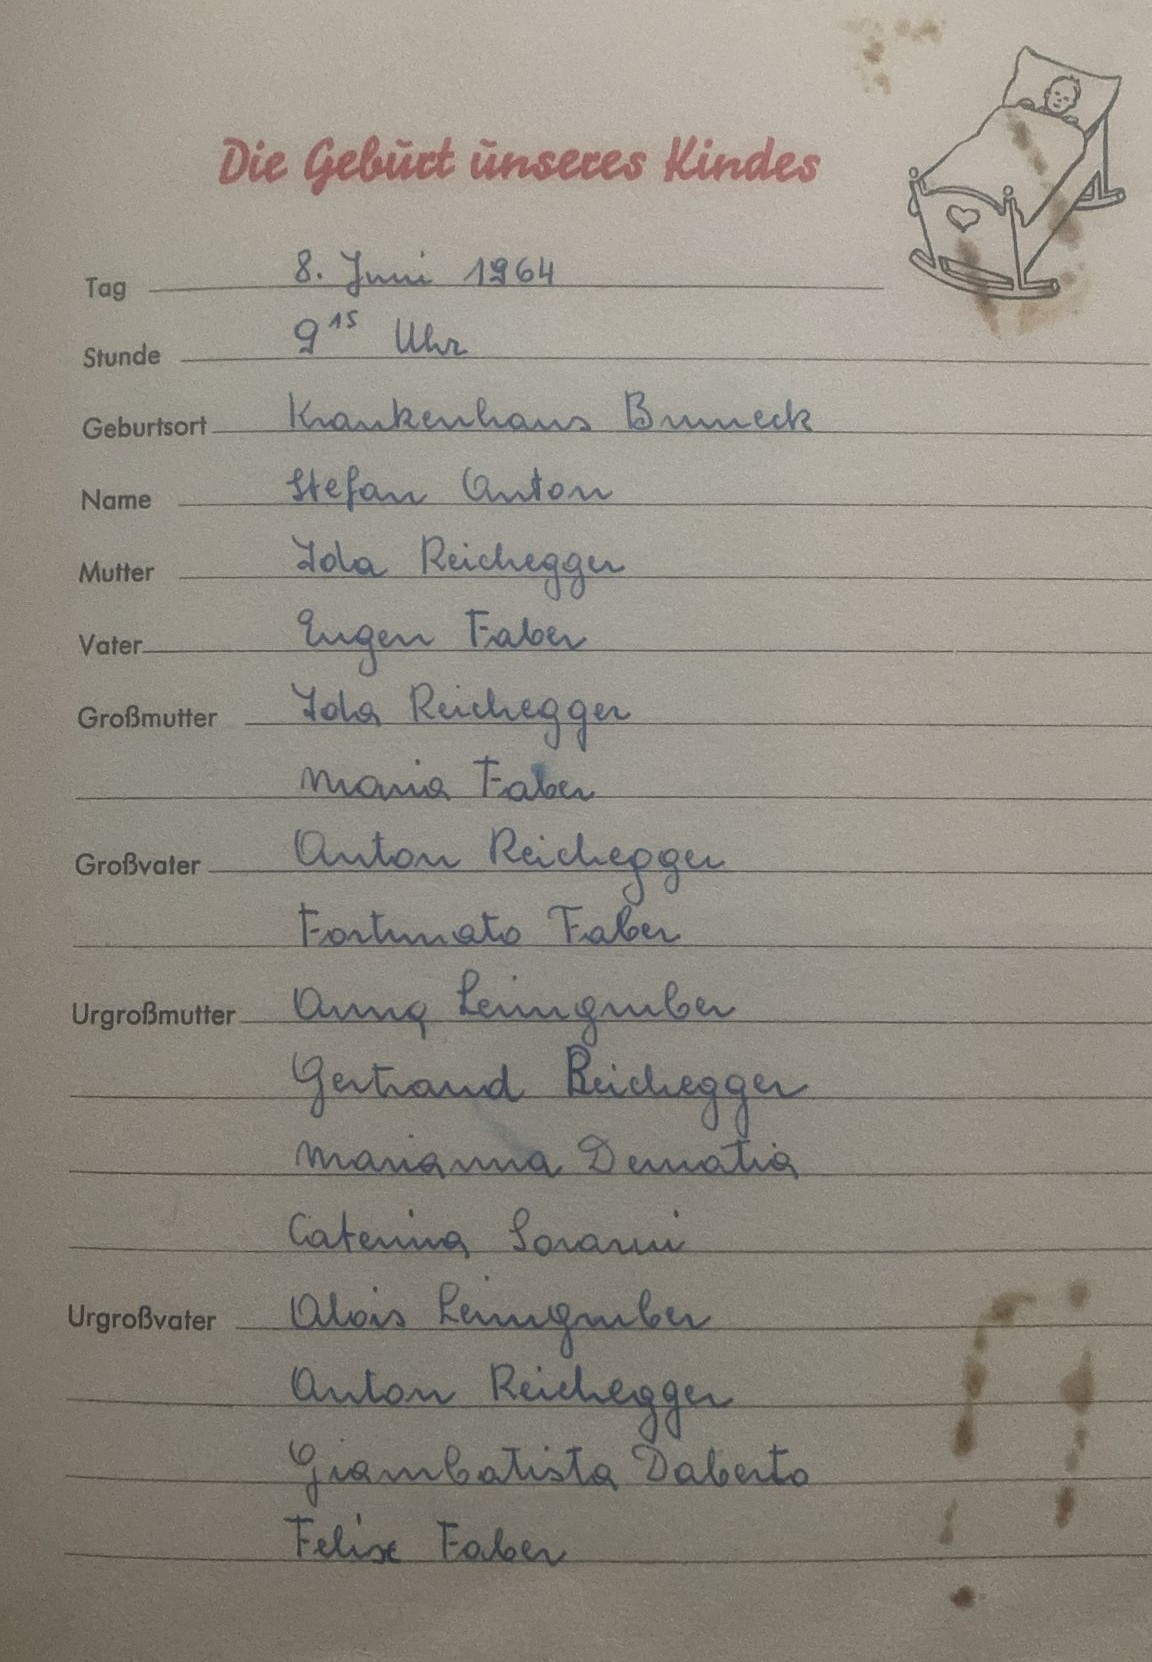 Die Geburt unseres Kindes
Tag 8. Juni 1964
Stunde 9 15 Uhr
Geburtsort Krankenhaus Bruneck
Name Stefan Anton
Mutter Ida Reichegger
Vater Eugen Faber
Großmutter Ida Reichegger
Maria Faber
Großvater Anton Reichegger
Fortunato Faber
Urgroßmutter Anna Leimgruber
Gertraud Reichegger
Marianna Dematia
Caterina
Urgroßvater Alois Leimgruber
Anton Reichegger
Giambatista Daberto
Felix Faber